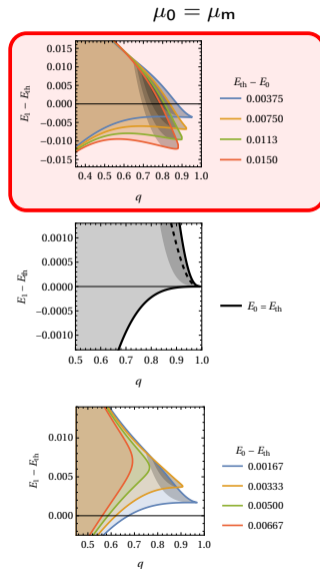 μ₀ = μₘ
E₁ − Eₜₕ
0.015
0.010
0.005
0.000
−0.005
−0.010
−0.015
0.4 0.5 0.6 0.7 0.8 0.9 1.0
q
Eₜₕ − E₀
0.00375
0.00750
0.0113
0.0150
E₁ − Eₜₕ
0.0010
0.0005
0.0000
−0.0005
−0.0010
0.5 0.6 0.7 0.8 0.9 1.0
q
E₀ = Eₜₕ
E₁ − Eₜₕ
0.010
0.005
0.000
0.5 0.6 0.7 0.8 0.9 1.0
q
E₀ − Eₜₕ
0.00167
0.00333
0.00500
0.00667